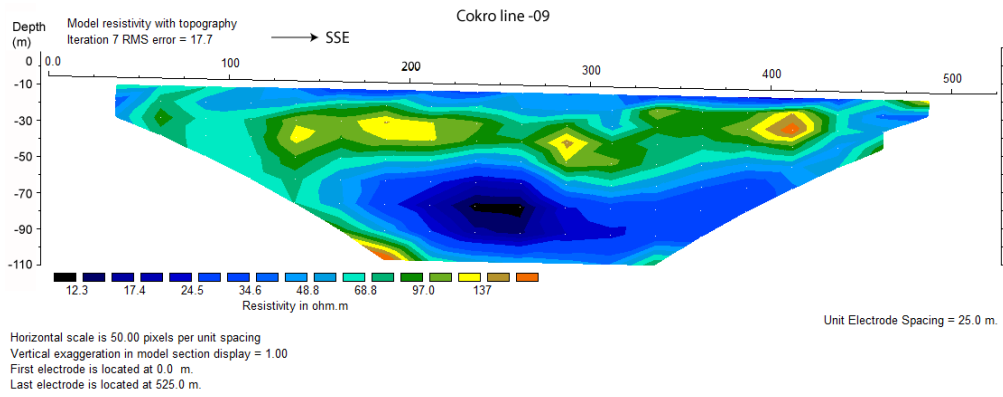 Cokro line -09
Depth
(m)
Model resistivity with topography
Iteration 7 RMS error = 17.7
SSE
0
0.0
100
200
300
400
500
-10
-30
-50
-70
-90
-110
12.3 17.4 24.5 34.6 48.8 68.8 97.0 137
Resistivity in ohm.m
Unit Electrode Spacing = 25.0 m.
Horizontal scale is 50.00 pixels per unit spacing
Vertical exaggeration in model section display = 1.00
First electrode is located at 0.0 m.
Last electrode is located at 525.0 m.